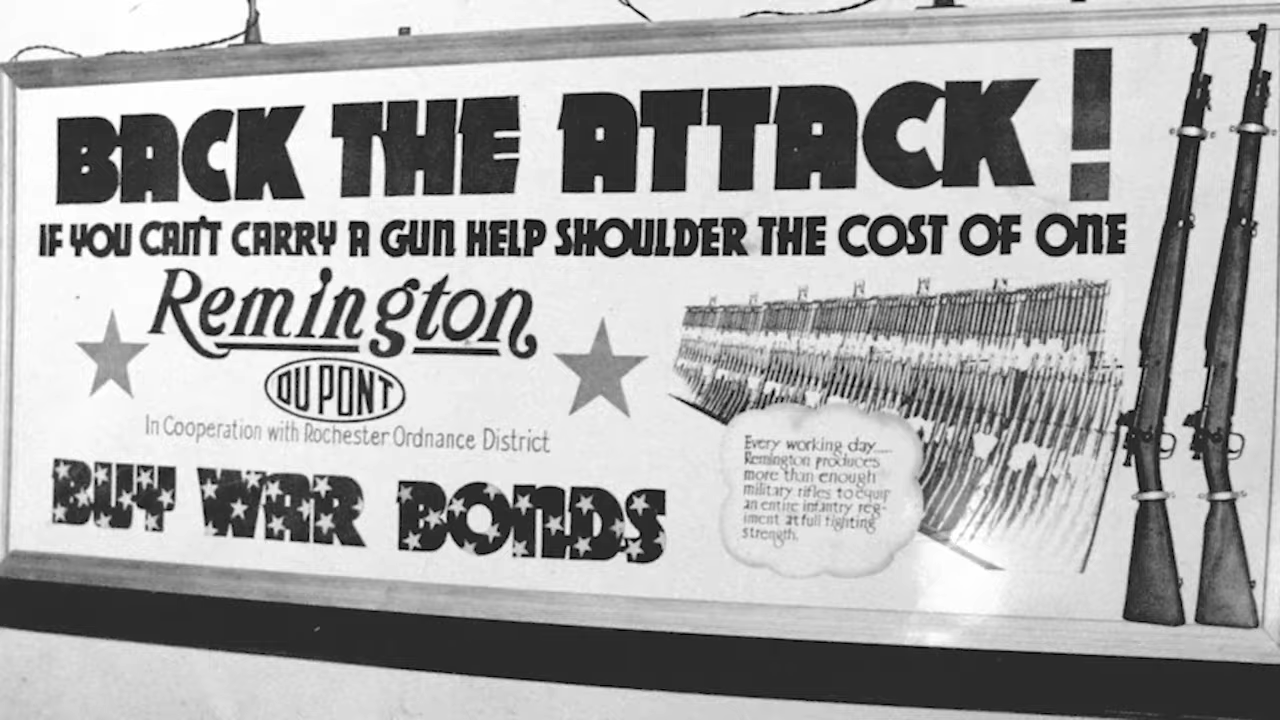 BACK THE ATTACK!
IF YOU CAN'T CARRY A GUN HELP SHOULDER THE COST OF ONE
Remington
DU PONT
In Cooperation with Rochester Ordnance District
BUY WAR BONDS
Every working day.....
Remington produces
more than enough
military rifles to equip
an entire infantry reg-
iment at full fighting
strength.